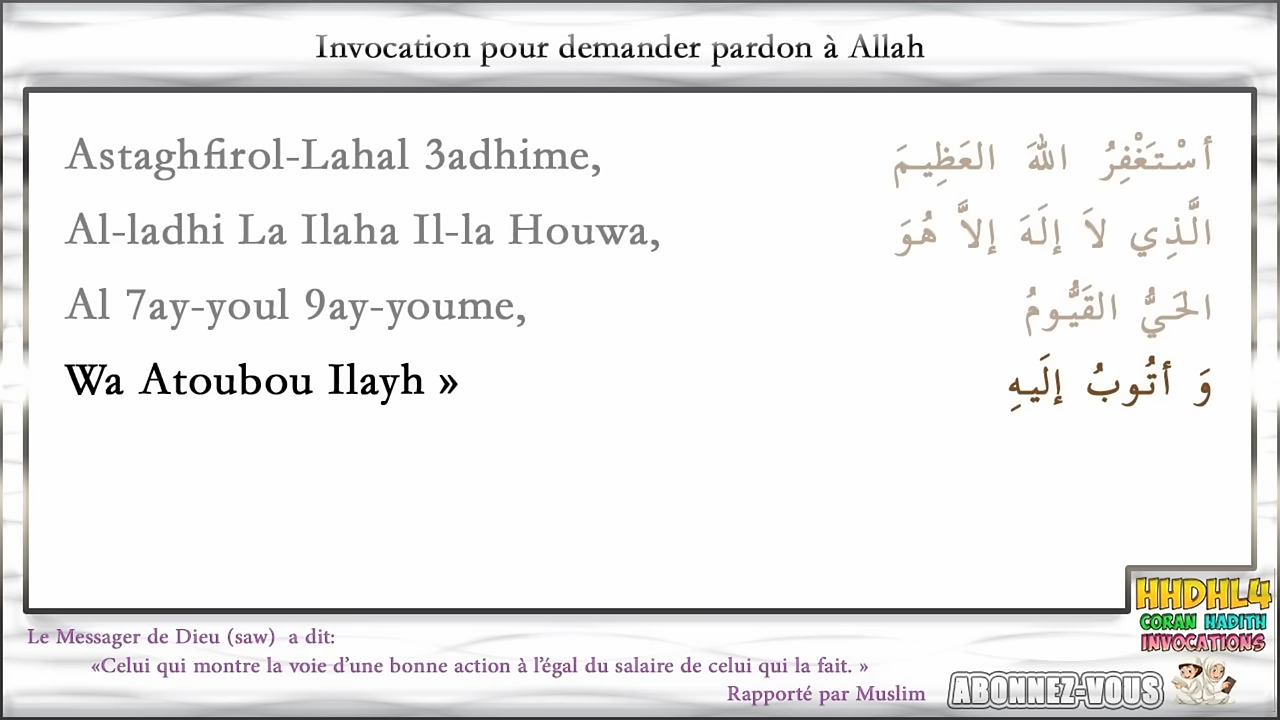 Invocation pour demander pardon à Allah
Astaghfirol-Lahal 3adhime,
أسْتَغْفِرُ اللهَ العَظِيمَ
Al-ladhi La Ilaha Il-la Houwa,
الَّذِي لاَ إلَهَ إلاَّ هُوَ
Al 7ay-youl 9ay-youme,
الحَيُّ القَيُّومُ
Wa Atoubou Ilayh »
وَ أتُوبُ إلَيهِ
HHDHL4
CORAN HADITH
INVOCATIONS
Le Messager de Dieu (saw) a dit:
«Celui qui montre la voie d’une bonne action à l’égal du salaire de celui qui la fait. »
Rapporté par Muslim
ABONNEZ-VOUS